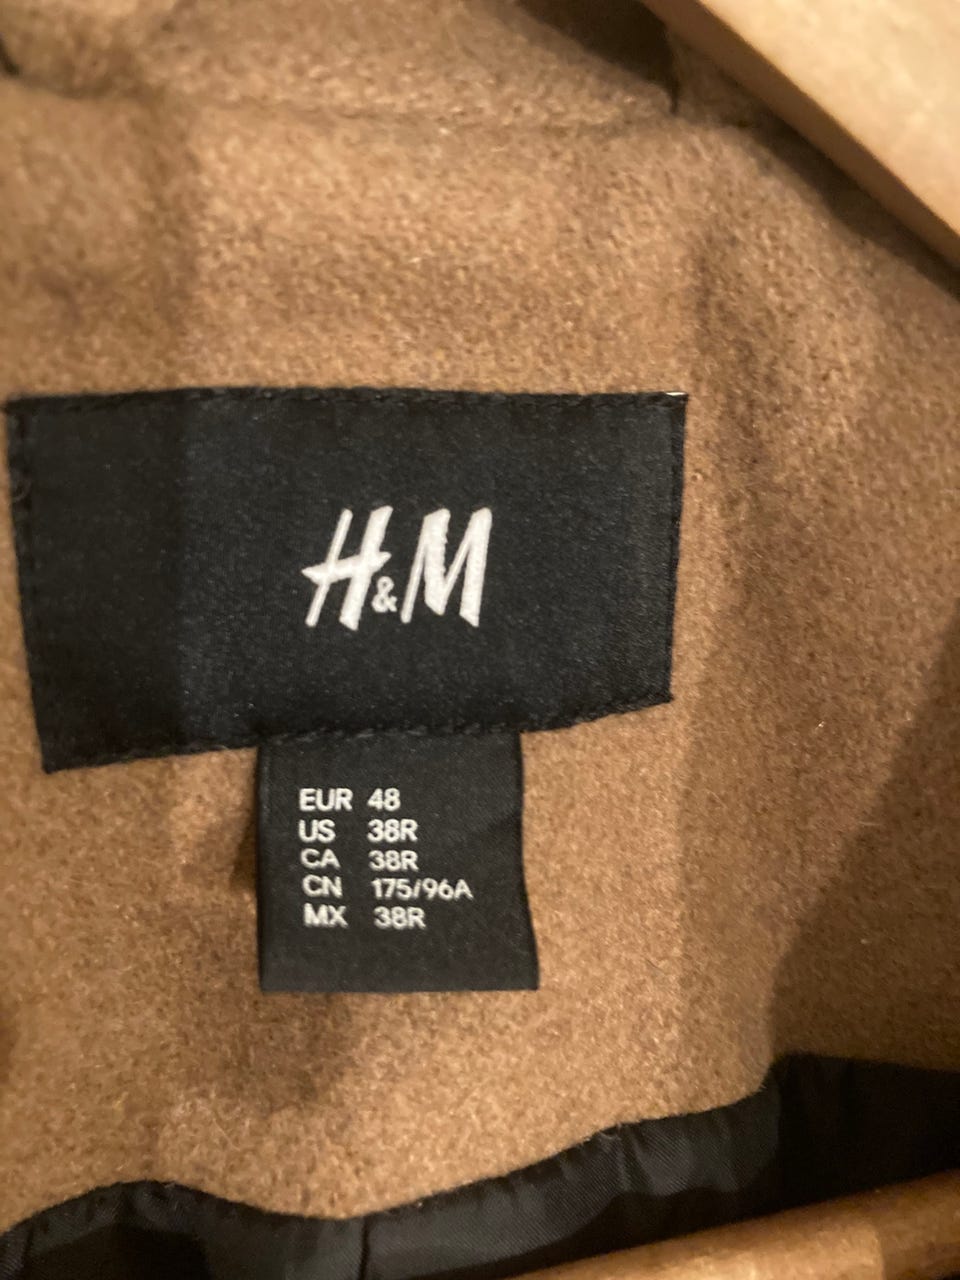 H&M
EUR 48
US 38R
CA 38R
CN 175/96A
MX 38R